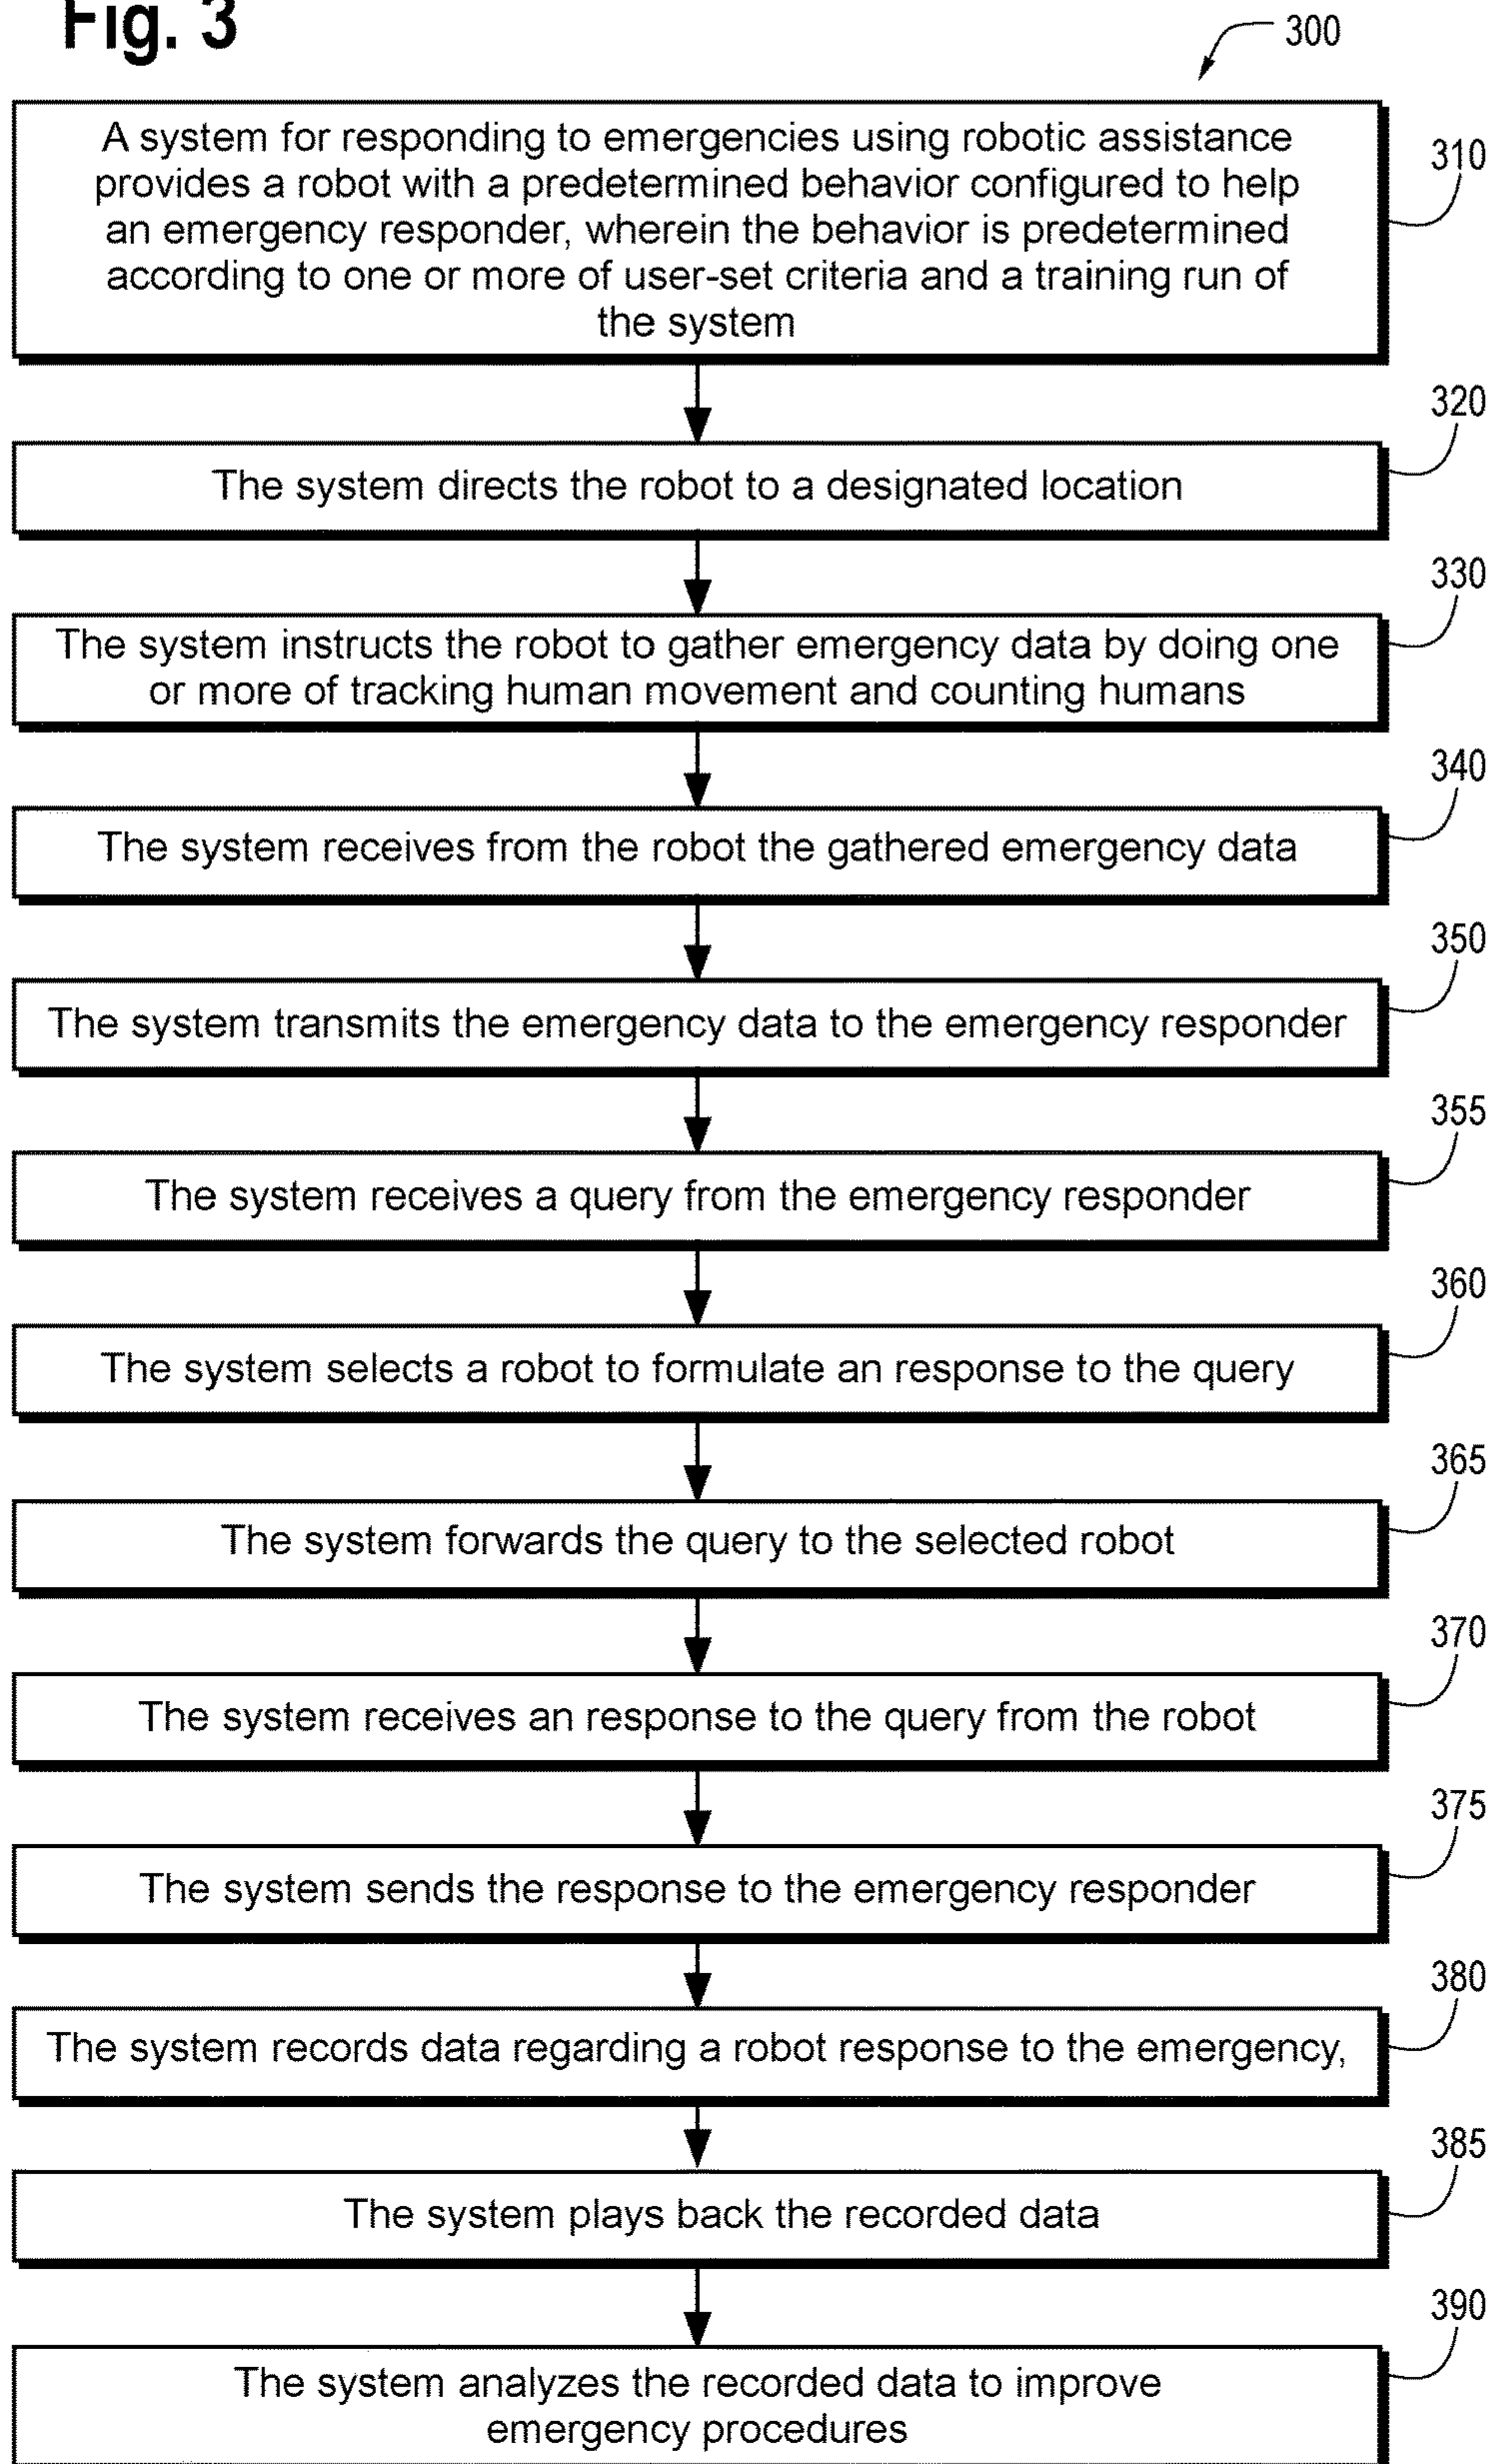 Fig. 3
300
A system for responding to emergencies using robotic assistance
provides a robot with a predetermined behavior configured to help
an emergency responder, wherein the behavior is predetermined
according to one or more of user-set criteria and a training run of
the system
310
320
The system directs the robot to a designated location
330
The system instructs the robot to gather emergency data by doing one
or more of tracking human movement and counting humans
340
The system receives from the robot the gathered emergency data
350
The system transmits the emergency data to the emergency responder
355
The system receives a query from the emergency responder
360
The system selects a robot to formulate an response to the query
365
The system forwards the query to the selected robot
370
The system receives an response to the query from the robot
375
The system sends the response to the emergency responder
380
The system records data regarding a robot response to the emergency,
385
The system plays back the recorded data
390
The system analyzes the recorded data to improve
emergency procedures